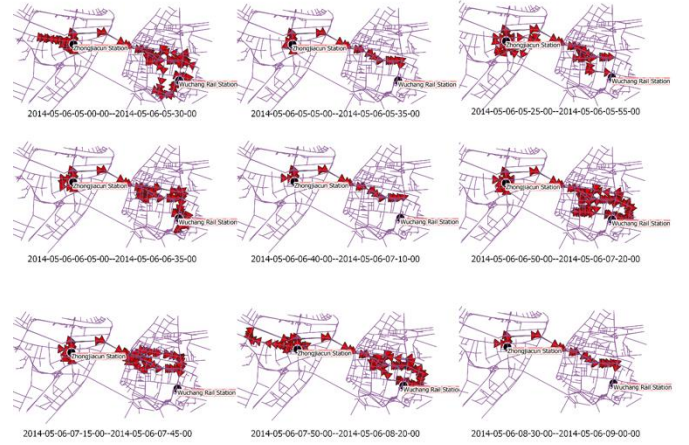 Zhongjiacun Station
Wuchang Rail Station
2014-05-06-05-00-00--2014-05-06-05-30-00
Zhongjiacun Station
Wuchang Rail Station
2014-05-06-05-05-00--2014-05-06-05-35-00
Zhongjiacun Station
Wuchang Rail Station
2014-05-06-05-25-00--2014-05-06-05-55-00
Zhongjiacun Station
Wuchang Rail Station
2014-05-06-06-05-00--2014-05-06-06-35-00
Zhongjiacun Station
Wuchang Rail Station
2014-05-06-06-40-00--2014-05-06-07-10-00
Zhongjiacun Station
Wuchang Rail Station
2014-05-06-06-50-00--2014-05-06-07-20-00
Zhongjiacun Station
Wuchang Rail Station
2014-05-06-07-15-00--2014-05-06-07-45-00
Zhongjiacun Station
Wuchang Rail Station
2014-05-06-07-50-00--2014-05-06-08-20-00
Zhongjiacun Station
Wuchang Rail Station
2014-05-06-08-30-00--2014-05-06-09-00-00